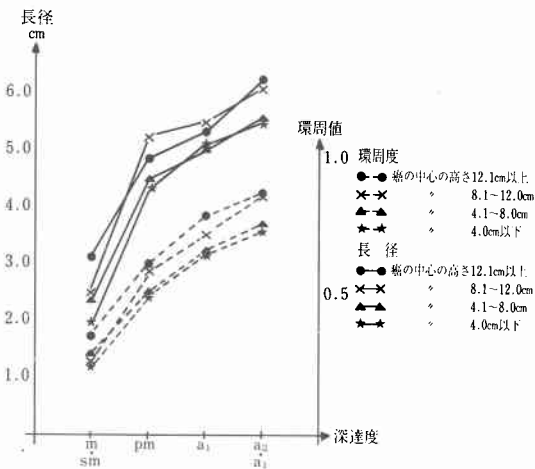 長径
cm
6.0
5.0
4.0
3.0
2.0
1.0
環周値
1.0
0.5
環周度
癌の中心の高さ12.1cm以上
〃 8.1~12.0cm
〃 4.1~8.0cm
〃 4.0cm以下
長 径
癌の中心の高さ12.1cm以上
〃 8.1~12.0cm
〃 4.1~8.0cm
〃 4.0cm以下
m pm a₁ a₂ 深達度
sm